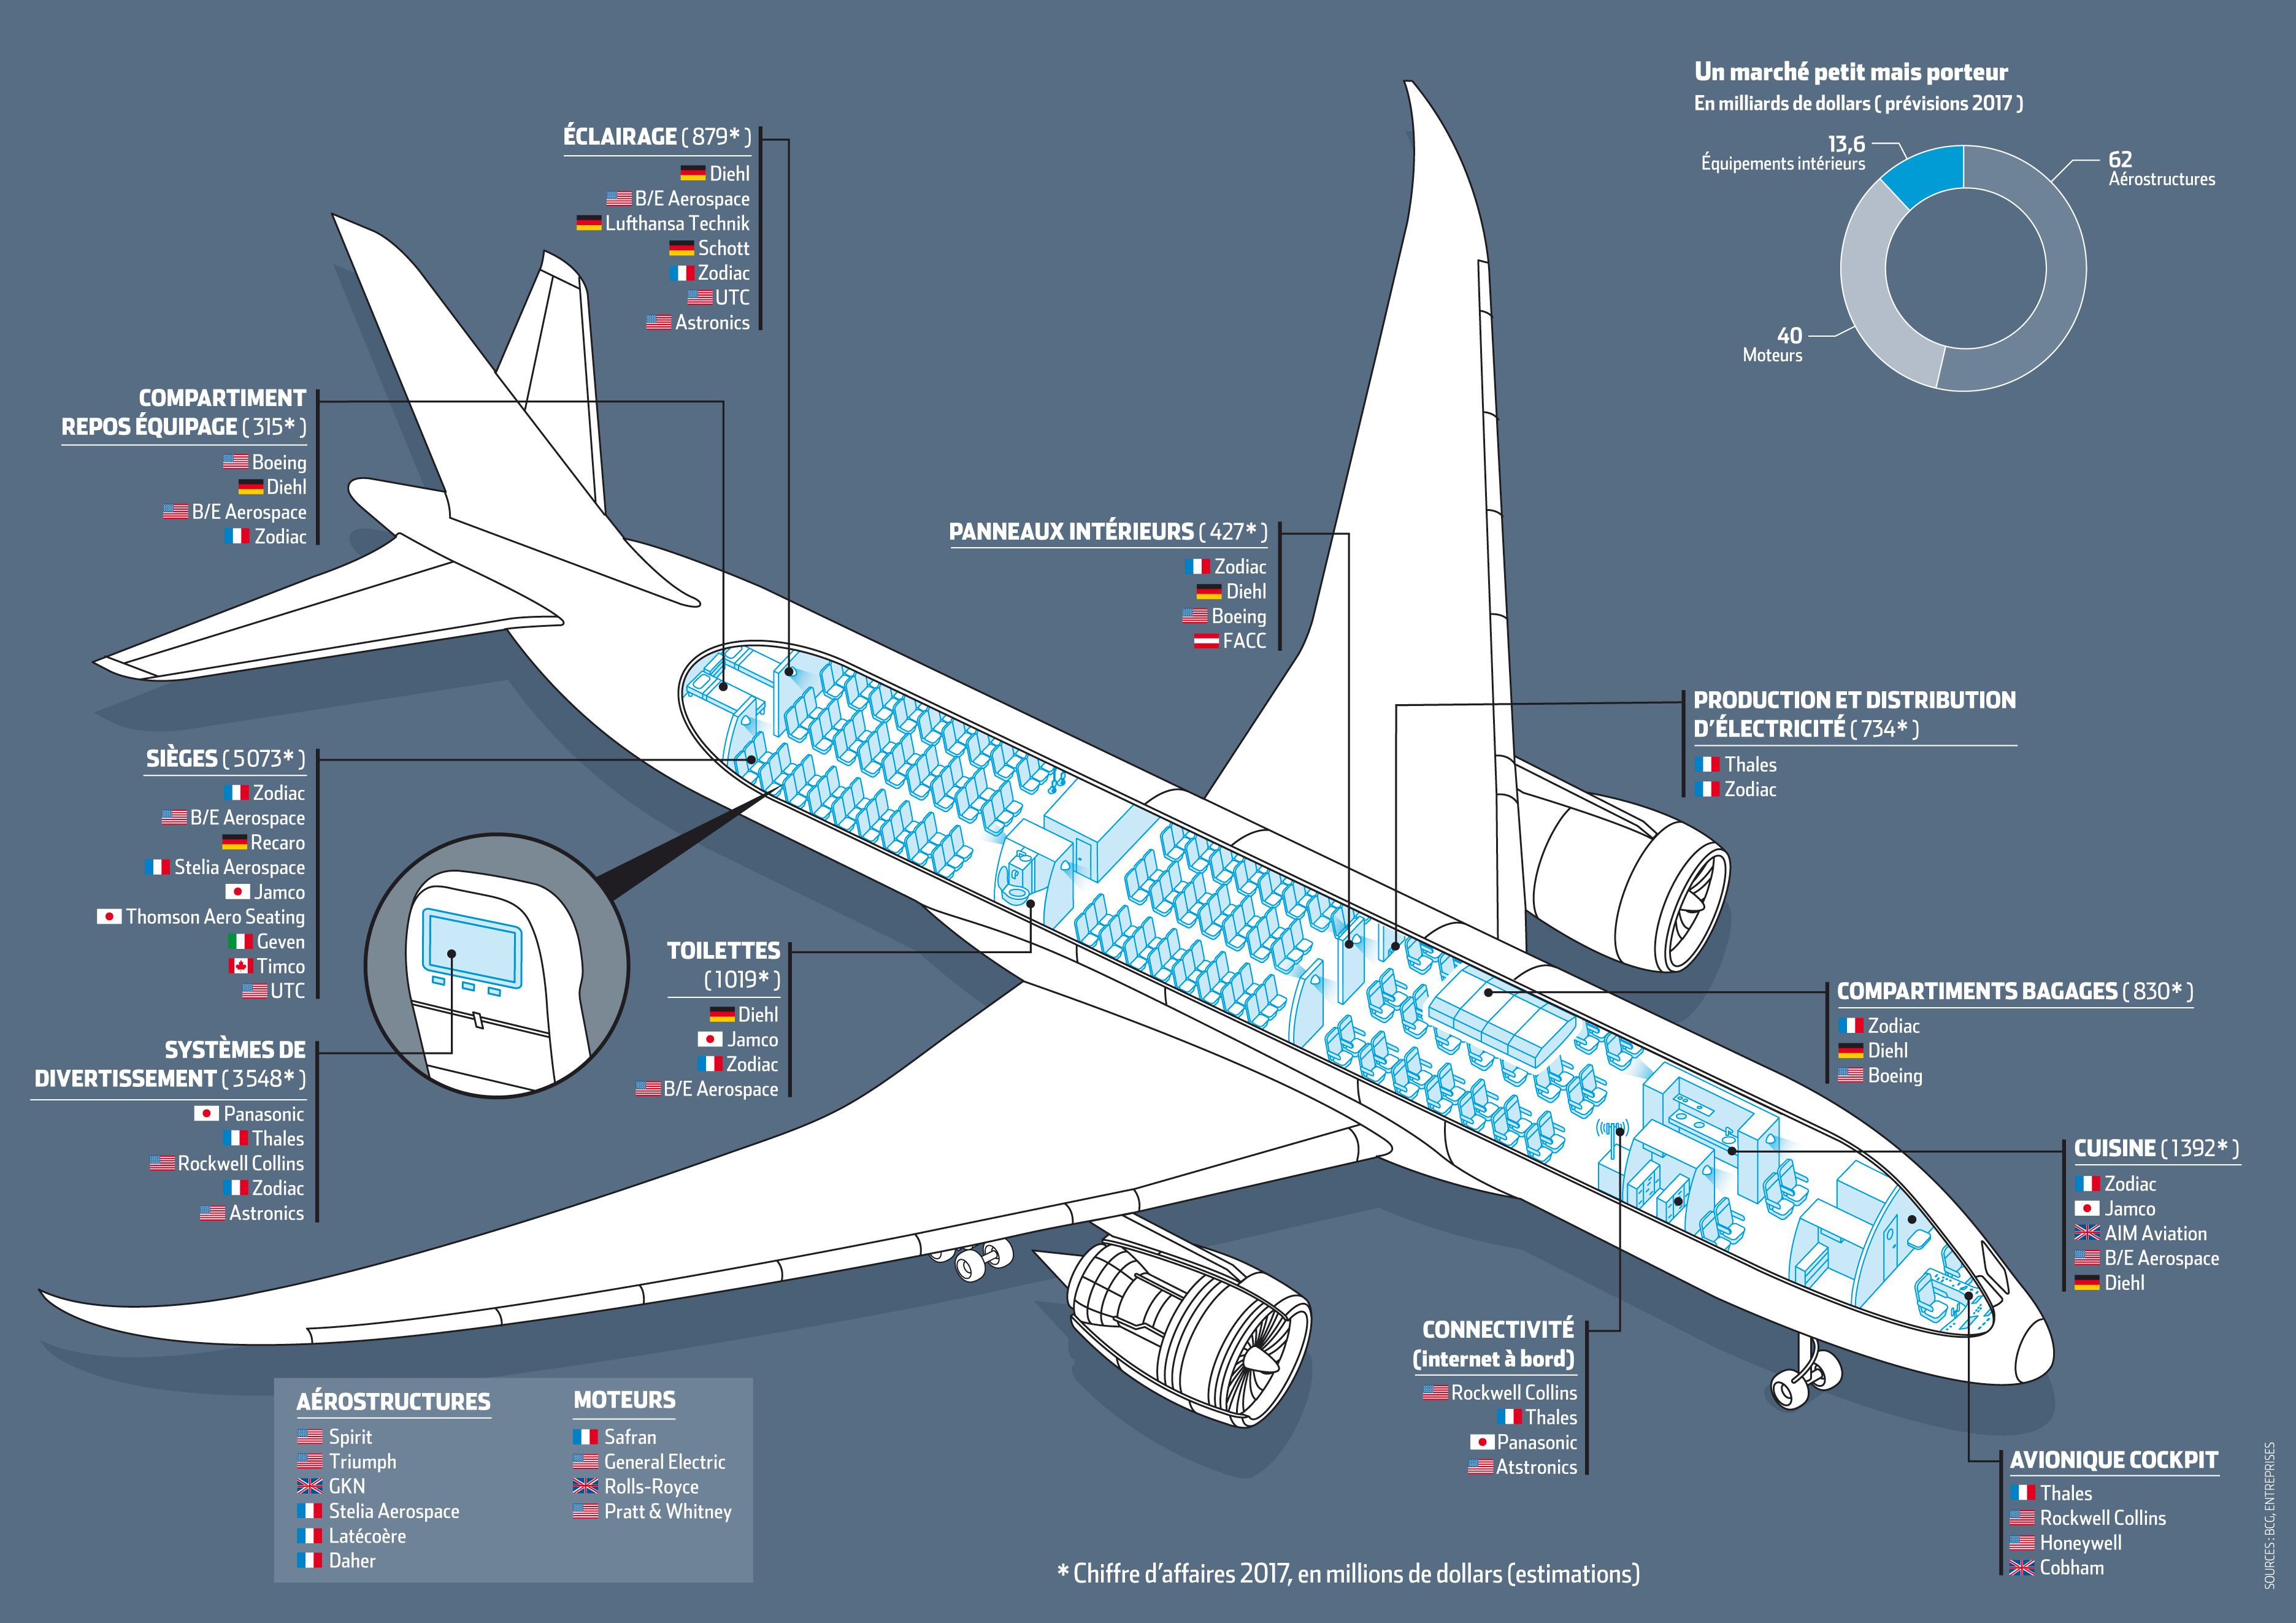 Un marché petit mais porteur
En milliards de dollars ( prévisions 2017 )
13,6
Équipements intérieurs
62
Aérostructures
40
Moteurs
ÉCLAIRAGE ( 879* )
Diehl
B/E Aerospace
Lufthansa Technik
Schott
Zodiac
UTC
Astronics
COMPARTIMENT
REPOS ÉQUIPAGE ( 315* )
Boeing
Diehl
B/E Aerospace
Zodiac
PANNEAUX INTÉRIEURS ( 427* )
Zodiac
Diehl
Boeing
FACC
PRODUCTION ET DISTRIBUTION
D'ÉLECTRICITÉ ( 734* )
Thales
Zodiac
SIÈGES ( 5073* )
Zodiac
B/E Aerospace
Recaro
Stelia Aerospace
Jamco
Thomson Aero Seating
Geven
Timco
UTC
TOILETTES
( 1019* )
Diehl
Jamco
Zodiac
B/E Aerospace
COMPARTIMENTS BAGAGES ( 830* )
Zodiac
Diehl
Boeing
SYSTÈMES DE
DIVERTISSEMENT ( 3548* )
Panasonic
Thales
Rockwell Collins
Zodiac
Astronics
CUISINE ( 1392* )
Zodiac
Jamco
AIM Aviation
B/E Aerospace
Diehl
CONNECTIVITÉ
(internet à bord)
Rockwell Collins
Thales
Panasonic
Atstronics
AÉROSTRUCTURES
Spirit
Triumph
GKN
Stelia Aerospace
Latécoère
Daher
MOTEURS
Safran
General Electric
Rolls-Royce
Pratt & Whitney
AVIONIQUE COCKPIT
Thales
Rockwell Collins
Honeywell
Cobham
* Chiffre d'affaires 2017, en millions de dollars (estimations)
SOURCES : BCG, ENTREPRISES